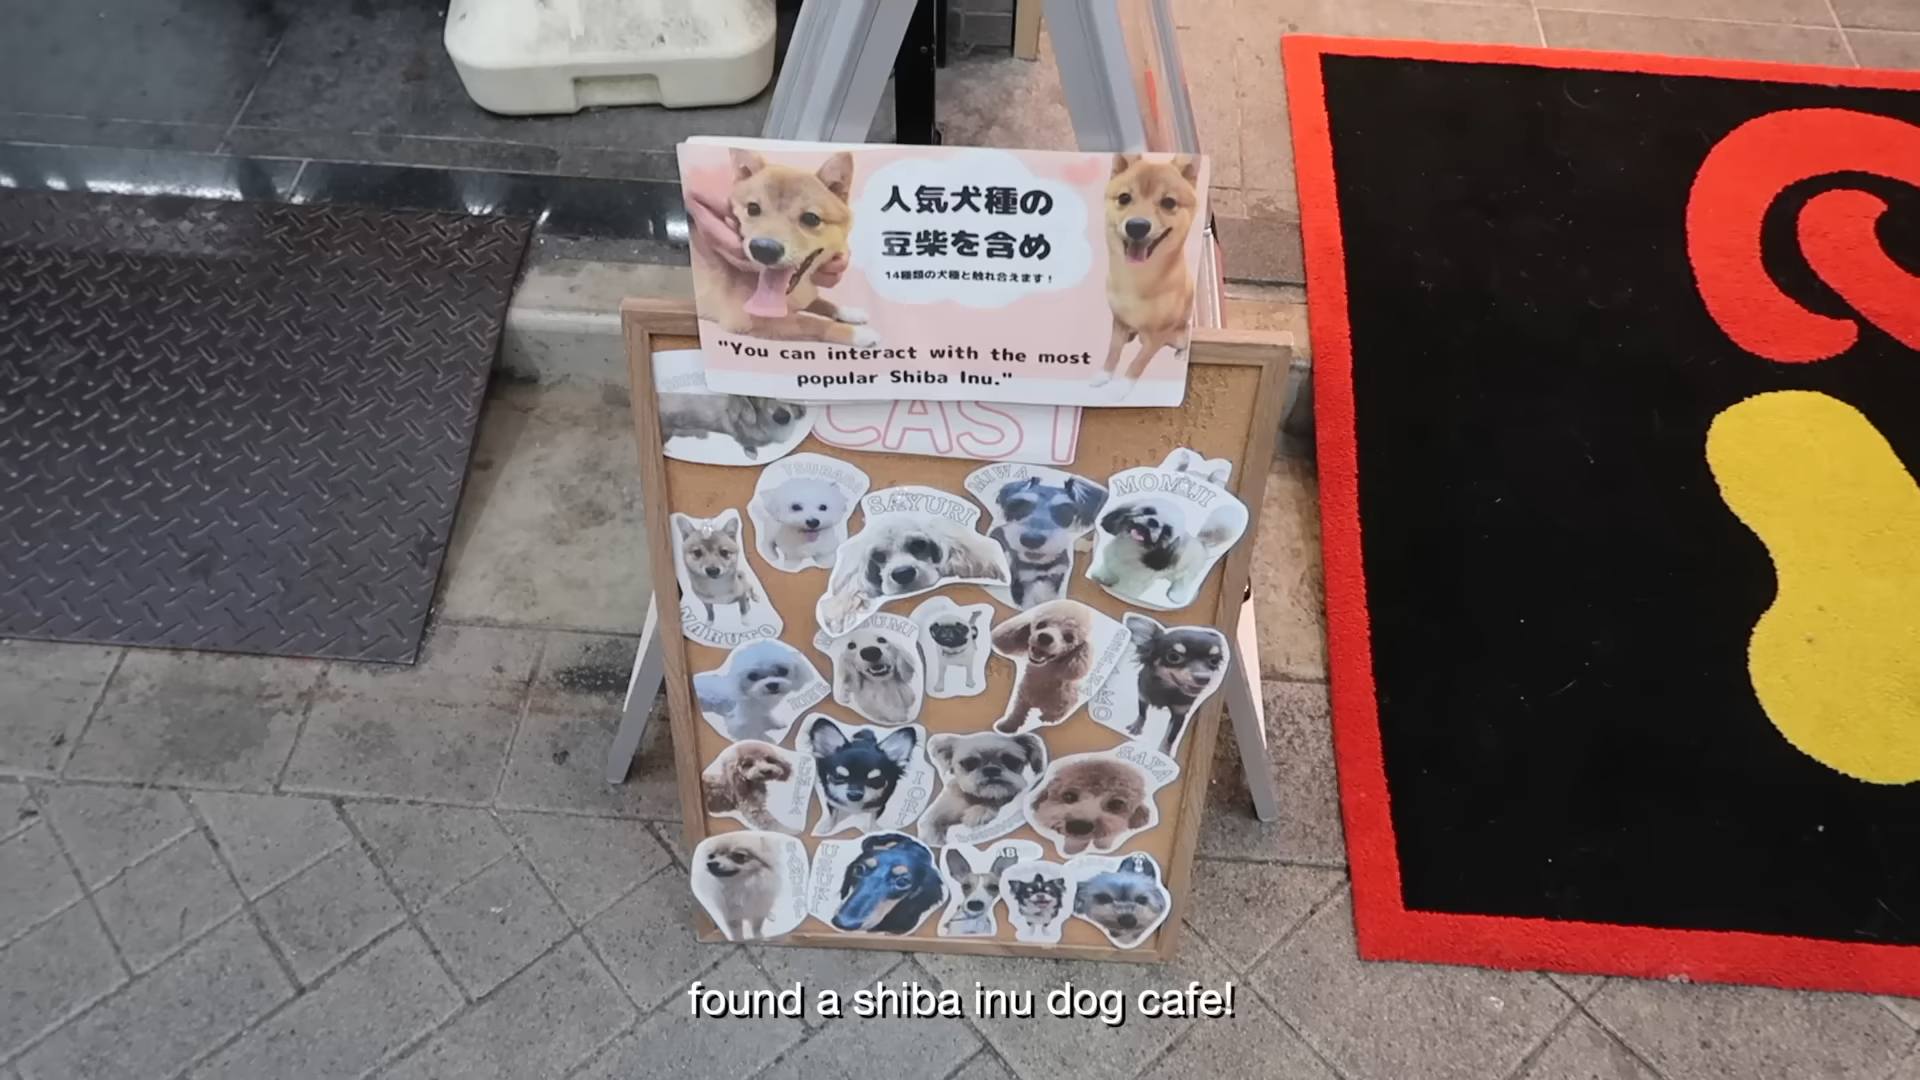 人気犬種の
豆柴を含め
14種類の犬種と触れ合えます！
"You can interact with the most
popular Shiba Inu."
CAST
TSUBAKI
SAYURI
MIWA
MOMIJI
NARUTO
IORI
SAYA
found a shiba inu dog cafe!